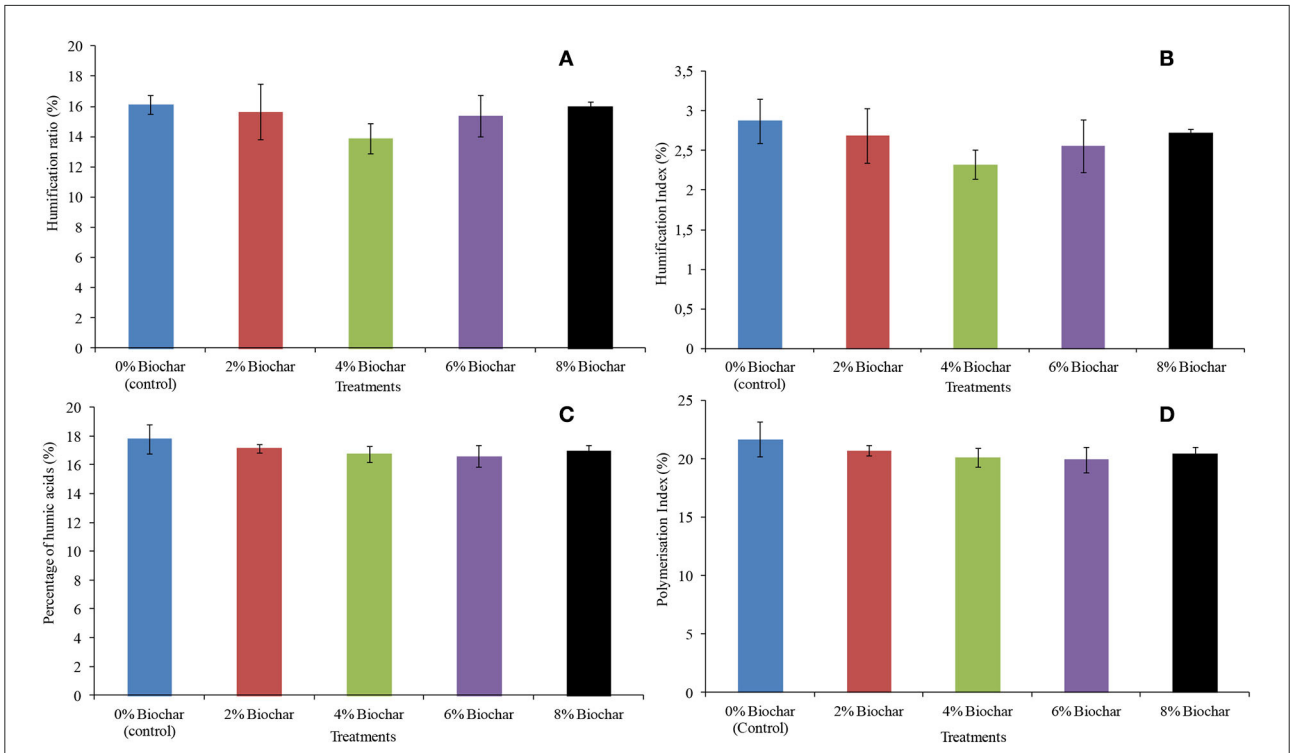 A
Humification ratio (%)
20
18
16
14
12
10
8
6
4
2
0
0% Biochar
(control)
2% Biochar
4% Biochar
6% Biochar
8% Biochar
Treatments
B
Humification Index (%)
3,5
3
2,5
2
1,5
1
0,5
0
0% Biochar
(control)
2% Biochar
4% Biochar
6% Biochar
8% Biochar
Treatments
C
Percentage of humic acids (%)
20
18
16
14
12
10
8
6
4
2
0
0% Biochar
(control)
2% Biochar
4% Biochar
6% Biochar
8% Biochar
Treatments
D
Polymerisation Index (%)
25
20
15
10
5
0
0% Biochar
(Control)
2% Biochar
4% Biochar
6% Biochar
8% Biochar
Treatments